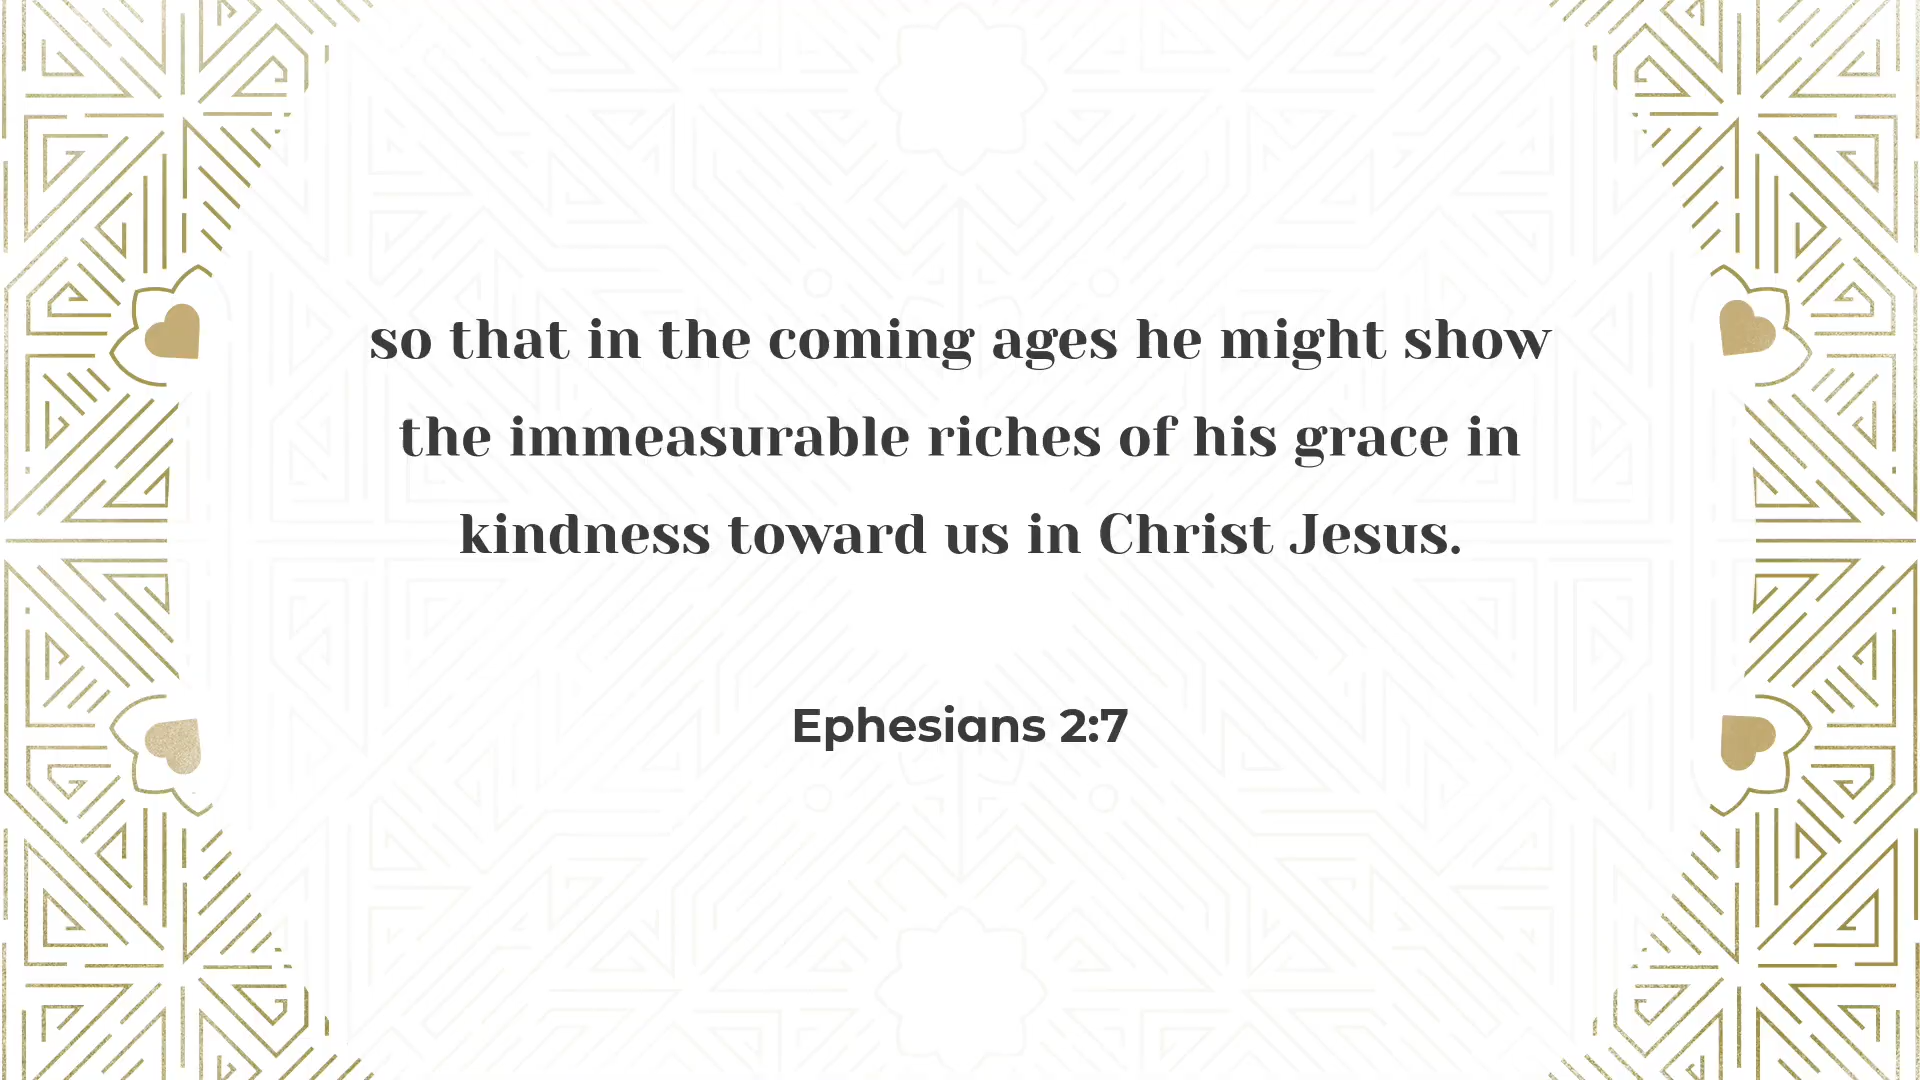 so that in the coming ages he might show
the immeasurable riches of his grace in
kindness toward us in Christ Jesus.
Ephesians 2:7